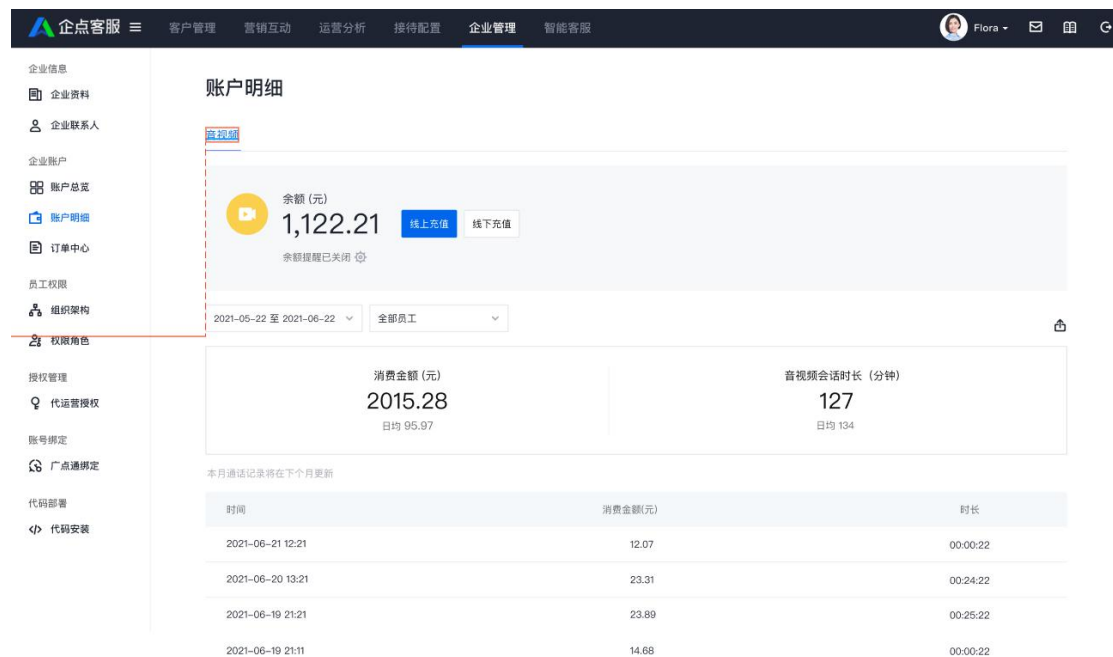 企点客服 客户管理 营销互动 运营分析 接待配置 企业管理 智能客服 Flora
企业信息
企业资料
企业联系人
企业账户
账户总览
账户明细
订单中心
员工权限
组织架构
权限角色
授权管理
代运营授权
账号绑定
广点通绑定
代码部署
代码安装
账户明细
音视频
余额 (元)
1,122.21 线上充值 线下充值
余额提醒已关闭
2021-05-22 至 2021-06-22 全部员工
消费金额 (元) 音视频会话时长 (分钟)
2015.28 127
日均 95.97 日均 134
本月通话记录将在下个月更新
时间 消费金额(元) 时长
2021-06-21 12:21 12.07 00:00:22
2021-06-20 13:21 23.31 00:24:22
2021-06-19 21:21 23.89 00:25:22
2021-06-19 21:11 14.68 00:00:22